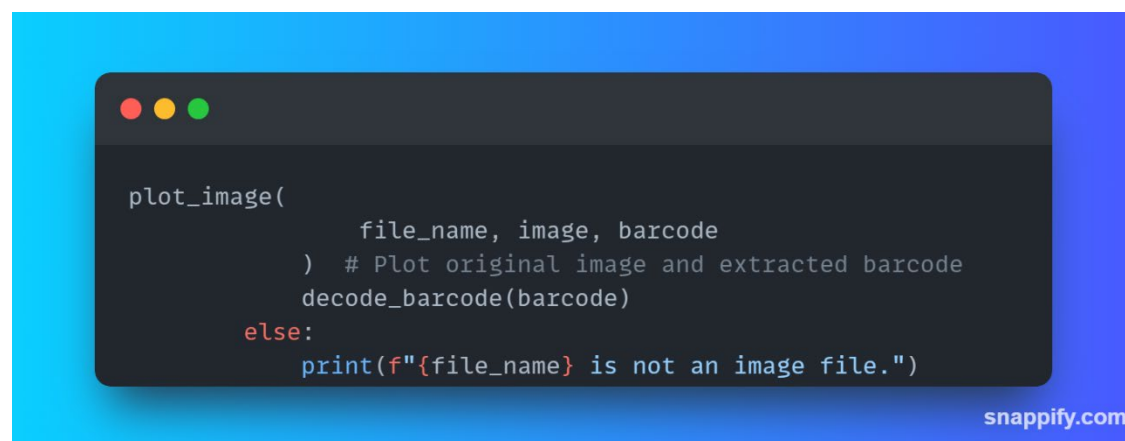 plot_image(
                file_name, image, barcode
            )  # Plot original image and extracted barcode
            decode_barcode(barcode)
        else:
            print(f"{file_name} is not an image file.")
snappify.com